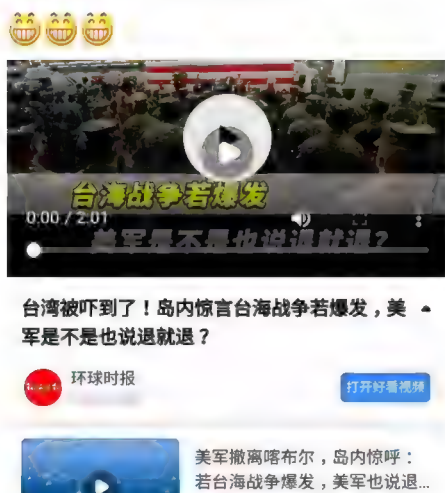 台海战争若爆发
0:00 / 2:01
美军是不是也说退就退？
台湾被吓到了！岛内惊言台海战争若爆发，美
军是不是也说退就退？
环球时报
打开好看视频
美军撤离喀布尔，岛内惊呼：
若台海战争爆发，美军也说退...